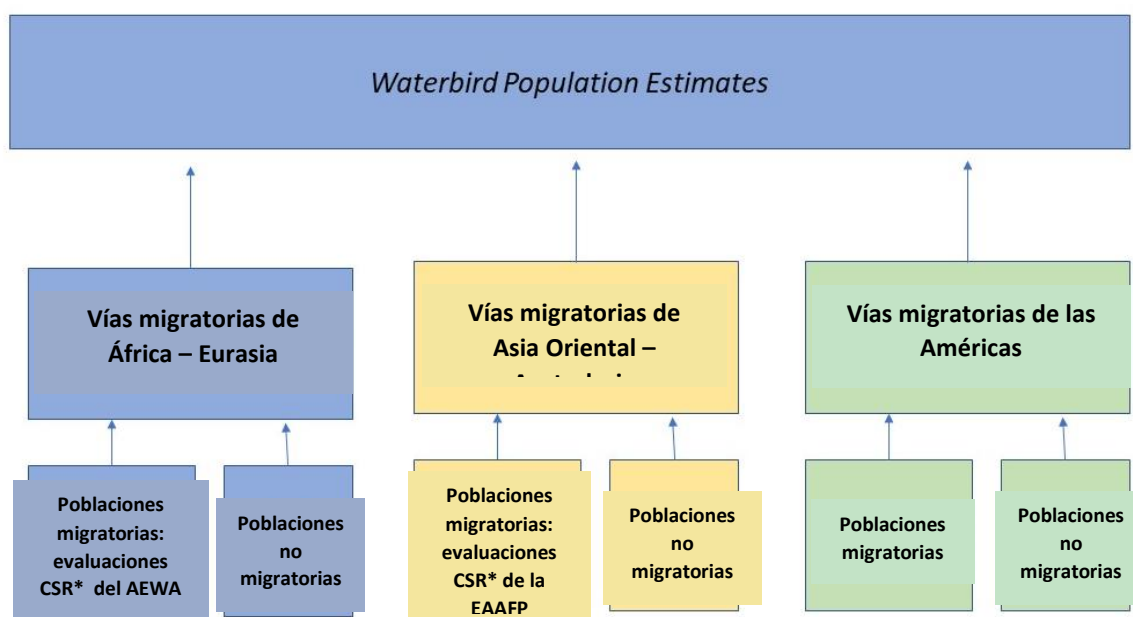 Waterbird Population Estimates
Vías migratorias de
África – Eurasia
Vías migratorias de
Asia Oriental –
Vías migratorias de las
Américas
Poblaciones
migratorias:
evaluaciones
CSR* del AEWA
Poblaciones
no
migratorias
Poblaciones
migratorias:
evaluaciones
CSR* de la
EAAFP
Poblaciones
no
migratorias
Poblaciones
migratorias
Poblaciones
no
migratorias